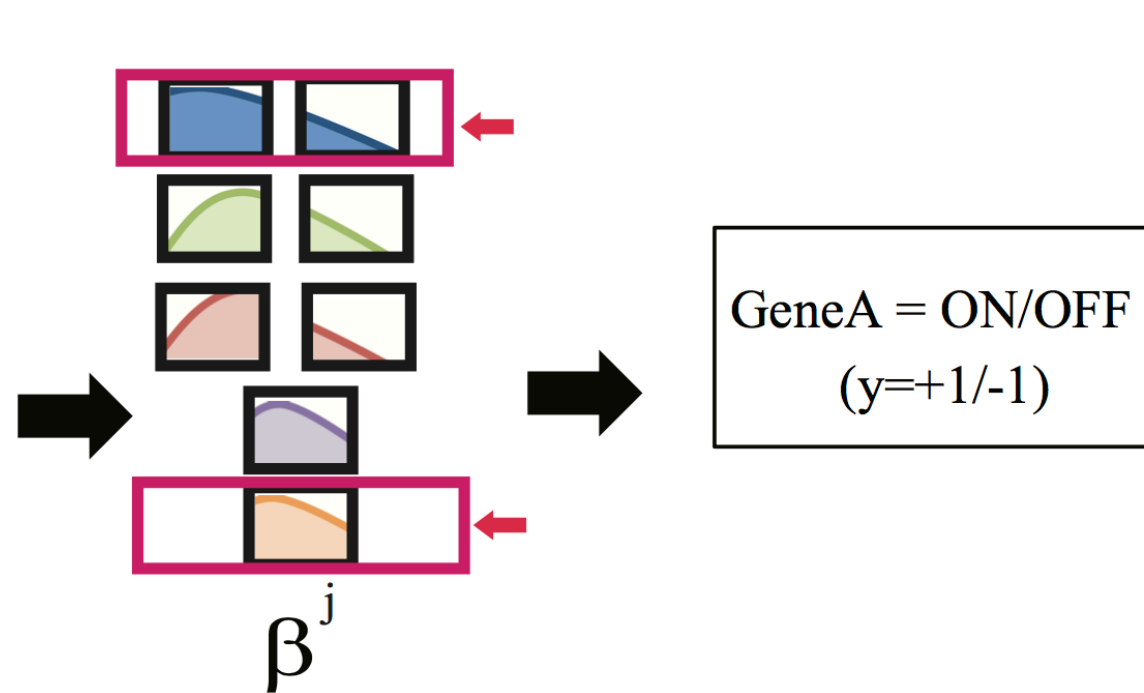 GeneA = ON/OFF
(y=+1/-1)
β^j